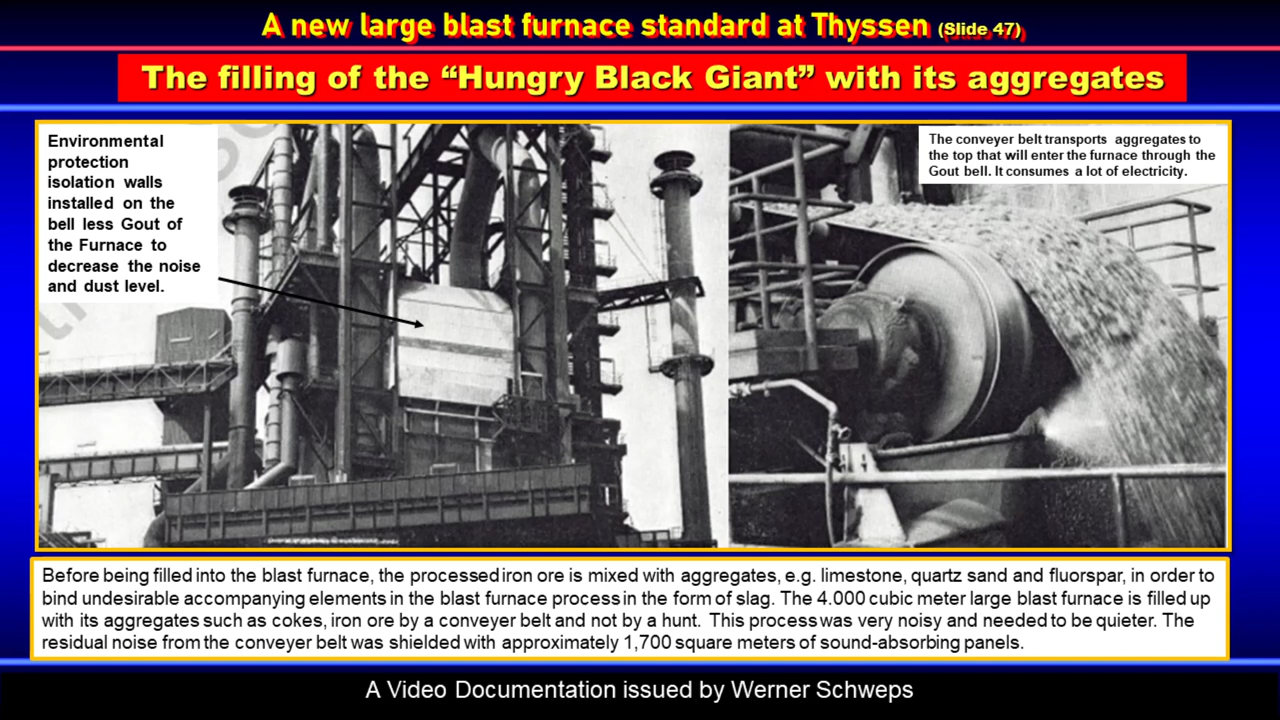 A new large blast furnace standard at Thyssen (Slide 47)
The filling of the “Hungry Black Giant” with its aggregates
Environmental
protection
isolation walls
installed on the
bell less Gout of
the Furnace to
decrease the noise
and dust level.
The conveyer belt transports aggregates to
the top that will enter the furnace through the
Gout bell. It consumes a lot of electricity.
Before being filled into the blast furnace, the processed iron ore is mixed with aggregates, e.g. limestone, quartz sand and fluorspar, in order to
bind undesirable accompanying elements in the blast furnace process in the form of slag. The 4.000 cubic meter large blast furnace is filled up
with its aggregates such as cokes, iron ore by a conveyer belt and not by a hunt. This process was very noisy and needed to be quieter. The
residual noise from the conveyer belt was shielded with approximately 1,700 square meters of sound-absorbing panels.
A Video Documentation issued by Werner Schweps